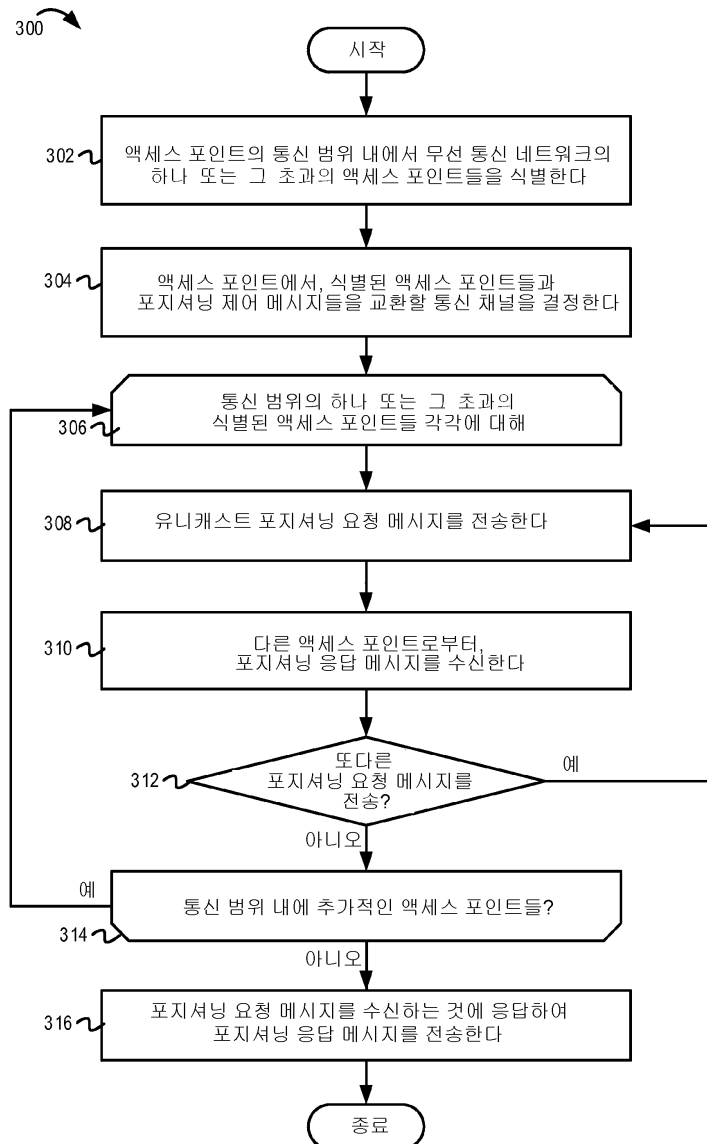 300
시작
302
액세스 포인트의 통신 범위 내에서 무선 통신 네트워크의
하나 또는 그 초과의 액세스 포인트들을 식별한다
304
액세스 포인트에서, 식별된 액세스 포인트들과
포지셔닝 제어 메시지들을 교환할 통신 채널을 결정한다
통신 범위의 하나 또는 그 초과의
식별된 액세스 포인트들 각각에 대해
306
308
유니캐스트 포지셔닝 요청 메시지를 전송한다
310
다른 액세스 포인트로부터,
포지셔닝 응답 메시지를 수신한다
312
또다른
포지셔닝 요청 메시지를
전송?
예
아니오
예
통신 범위 내에 추가적인 액세스 포인트들?
314
아니오
316
포지셔닝 요청 메시지를 수신하는 것에 응답하여
포지셔닝 응답 메시지를 전송한다
종료